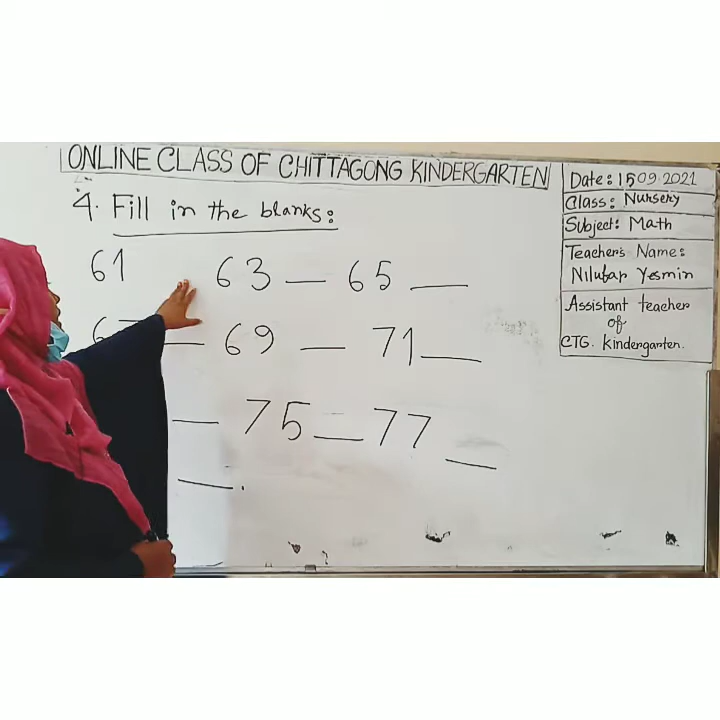 ONLINE CLASS OF CHITTAGONG KINDERGARTEN
Date: 15 09.2021
Class: Nursery
Subject: Math
Teacher's Name:
Nilufar Yesmin
Assistant teacher
of
CTG. Kindergarten.
4. Fill in the blanks:
61 63 __ 65 __
67 __ 69 __ 71 __
__ 75 __ 77 __
__.